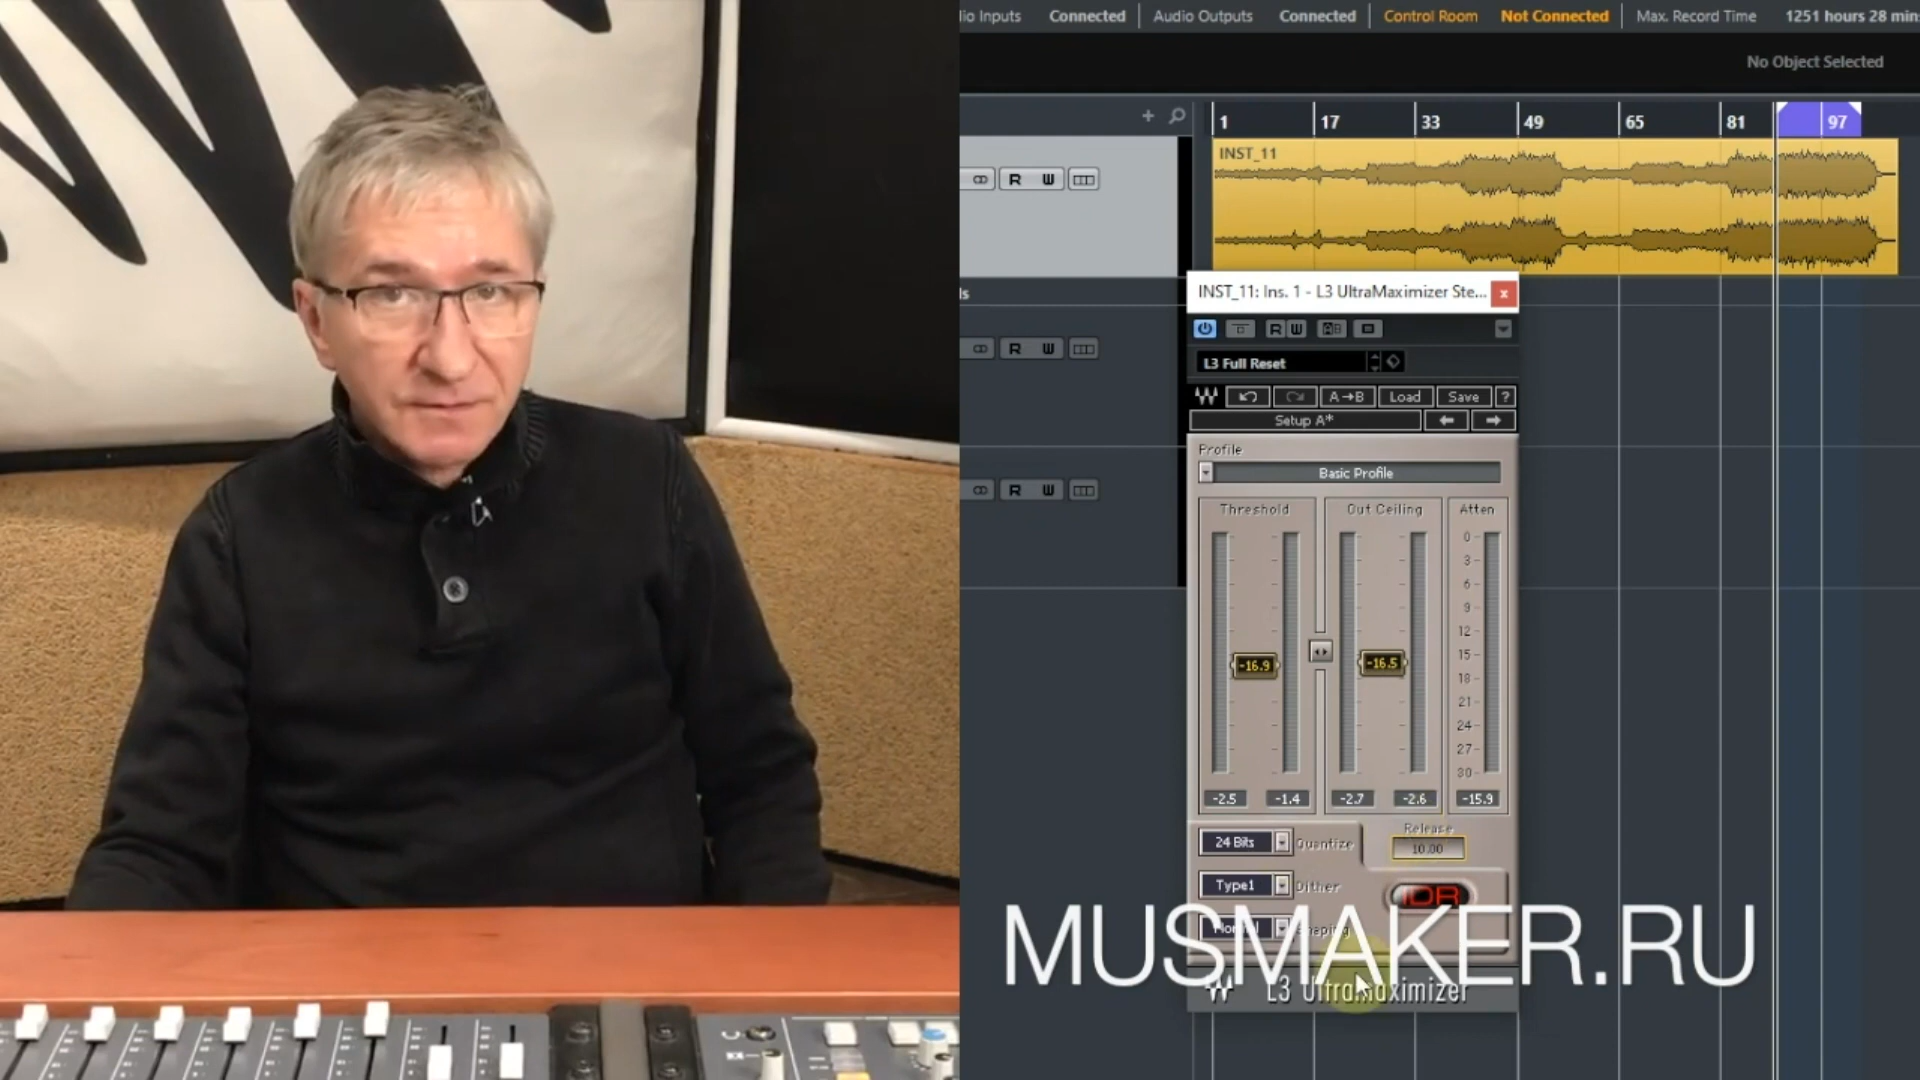 io Inputs Connected Audio Outputs Connected Control Room Not Connected Max. Record Time 1251 hours 28 mins
No Object Selected
1 17 33 49 65 81 97
INST_11
R W
INST_11: Ins. 1 - L3 UltraMaximizer Ste...
ls
R W
R W
L3 Full Reset
A→B Load Save ?
Setup A*
Profile
Basic Profile
R W
Threshold Out Ceiling Atten
0
3
6
9
12
15
-16.9 -16.5
18
21
24
27
30
-2.5 -1.4 -2.7 -2.6 -15.9
Release
24 Bits Quantize 10.00
Type1 Dither IDR
Normal Shaping
MUSMAKER.RU
L3 UltraMaximizer